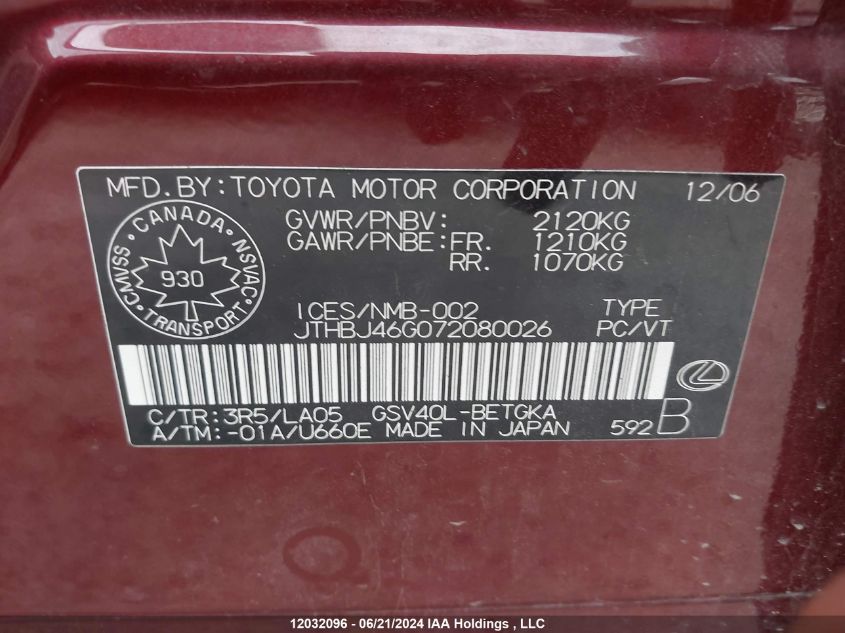 MFD.BY:TOYOTA MOTOR CORPORATION 12/06
GVWR/PNBV: 2120KG
GAWR/PNBE:FR. 1210KG
RR. 1070KG
CANADA
CMVSS 930 NSVAC
TRANSPORT
ICES/NMB-002 TYPE
JTHBJ46G072080026 PC/VT
C/TR:3R5/LA05 GSV40L-BETGKA
A/TM:-01A/U660E MADE IN JAPAN 592 B
12032096 - 06/21/2024 IAA Holdings , LLC